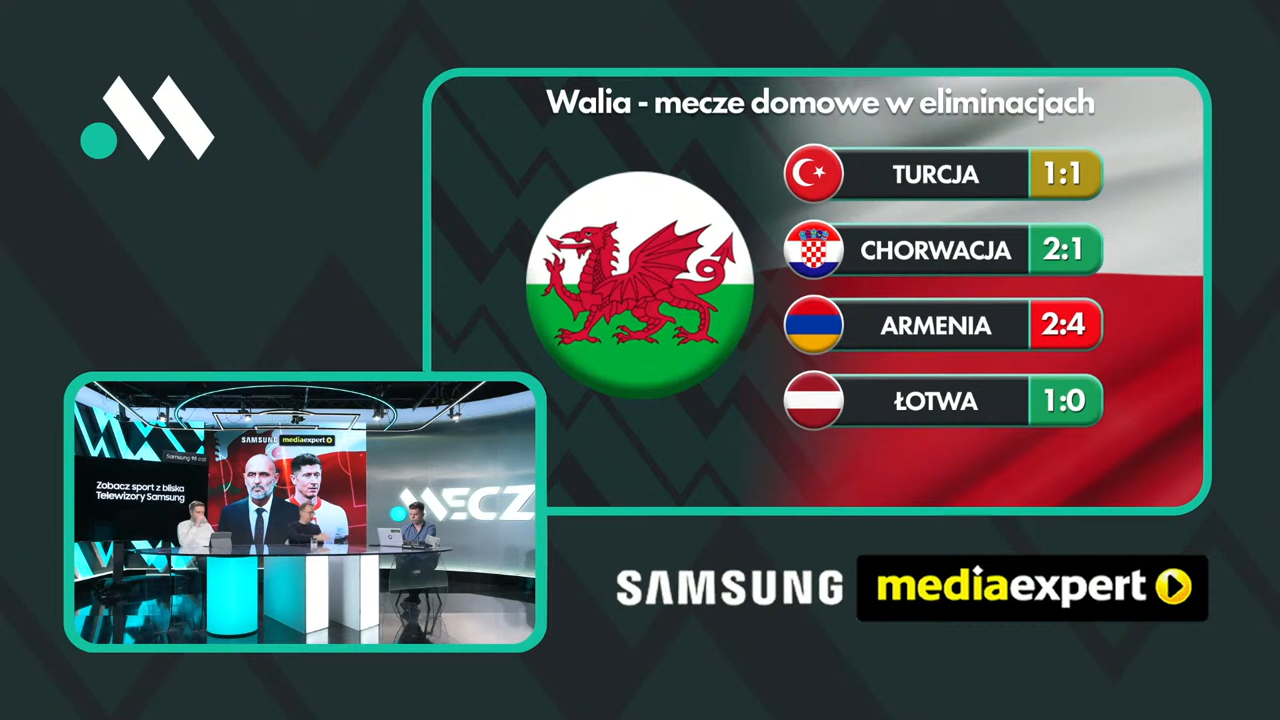 Walia - mecze domowe w eliminacjach
TURCJA 1:1
CHORWACJA 2:1
ARMENIA 2:4
ŁOTWA 1:0
SAMSUNG mediaexpert
Zobacz sport z bliska
Telewizory Samsung
MECZ
SAMSUNG mediaexpert